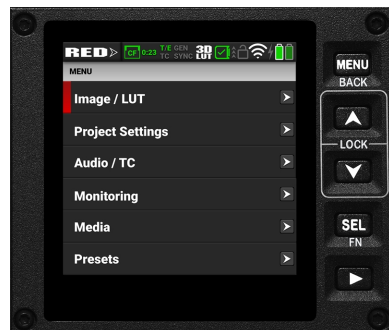 RED
CF 0:23 T/E GEN 3D
TC SYNC LUT
MENU
Image / LUT
Project Settings
Audio / TC
Monitoring
Media
Presets
MENU
BACK
LOCK
SEL
FN